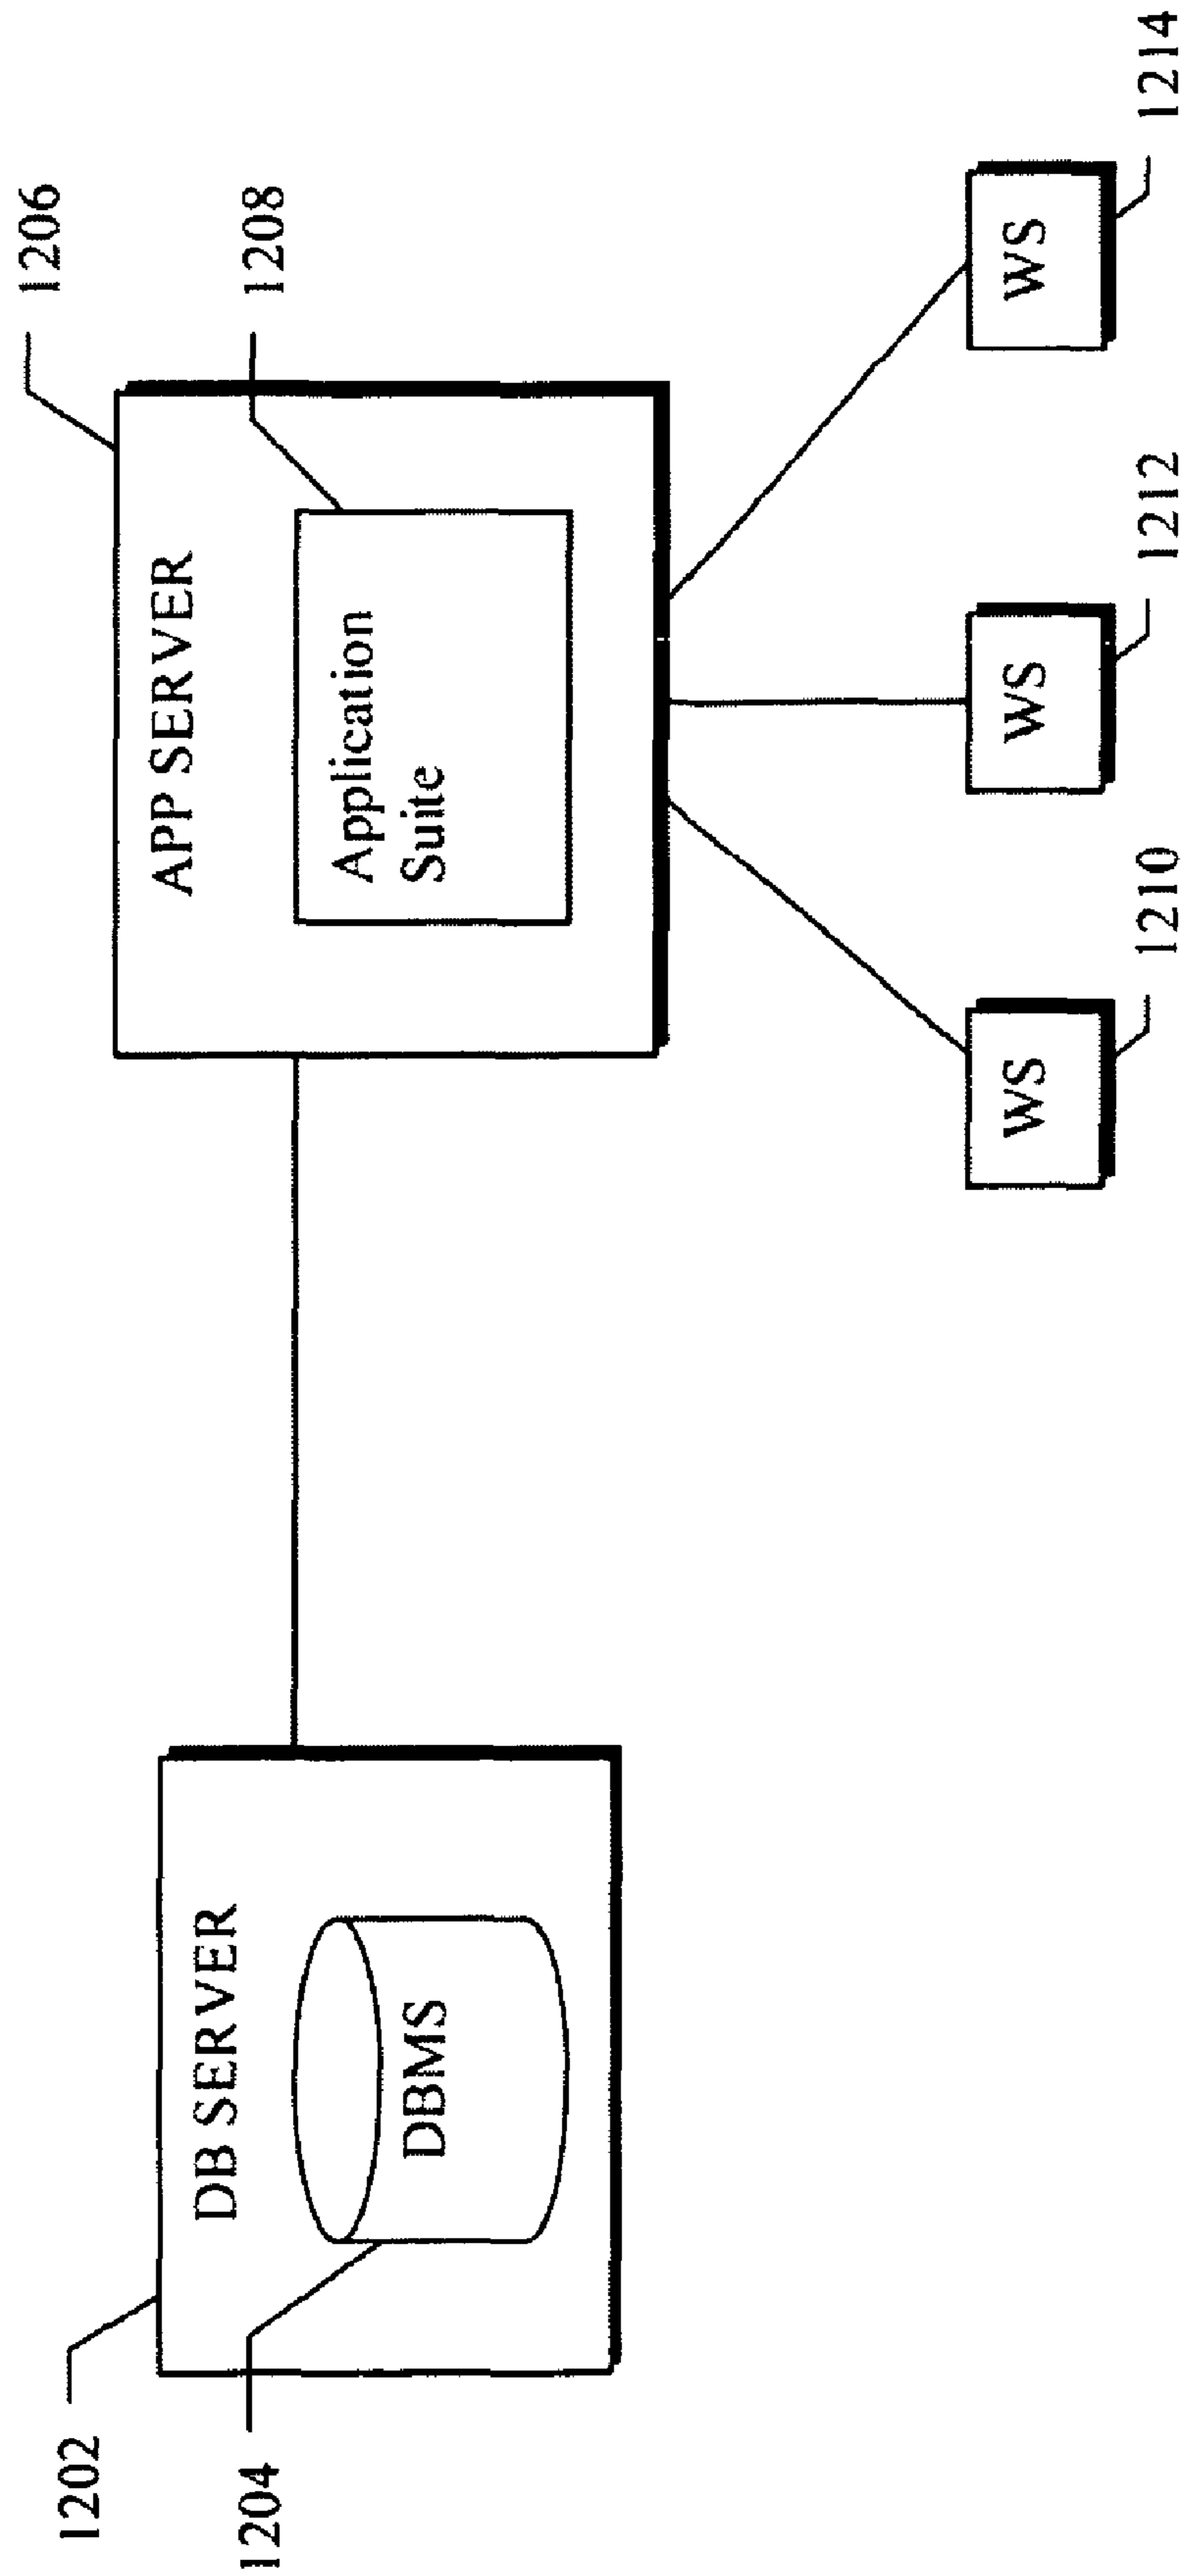 1202
DB SERVER
1204
DBMS
1206
APP SERVER
1208
Application
Suite
WS
1210
WS
1212
WS
1214